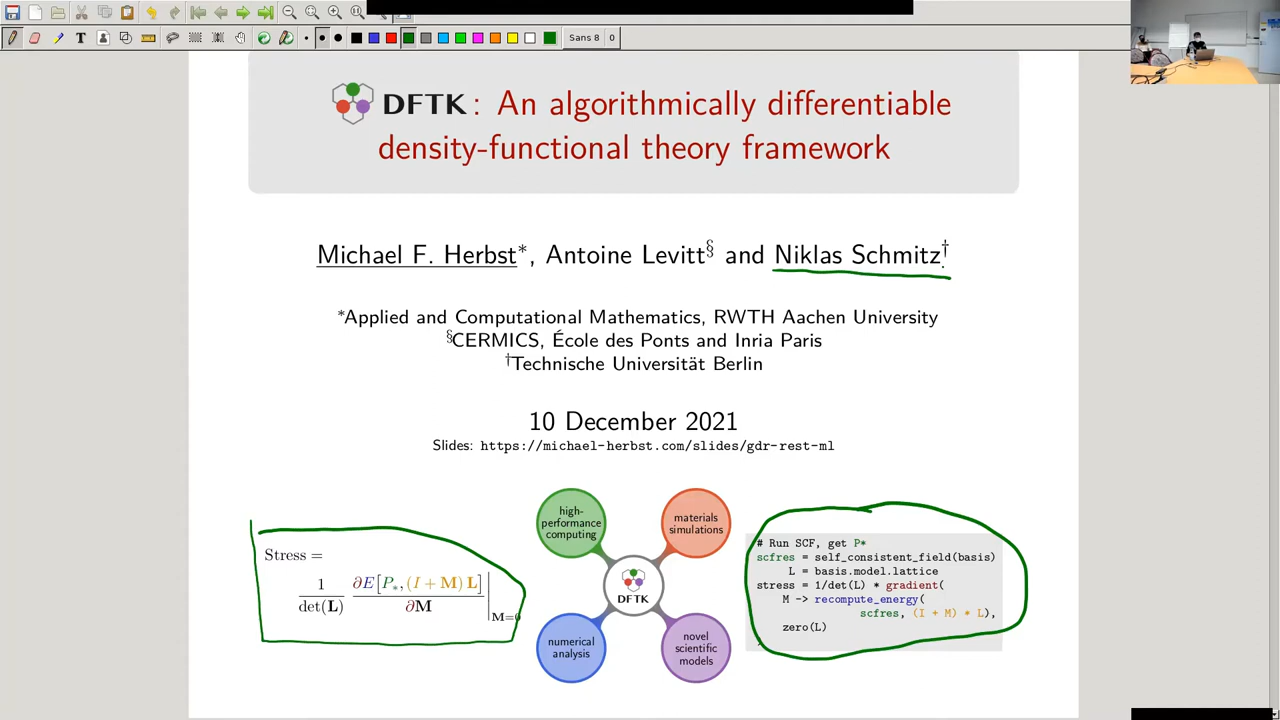 Sans 8 0
DFTK: An algorithmically differentiable
density-functional theory framework
Michael F. Herbst*, Antoine Levitt§ and Niklas Schmitz†
*Applied and Computational Mathematics, RWTH Aachen University
§CERMICS, École des Ponts and Inria Paris
†Technische Universität Berlin
10 December 2021
Slides: https://michael-herbst.com/slides/gdr-rest-ml
Stress =
1/det(L) ∂E[P*, (I + M) L]/∂M |M=0
high-
performance
computing
materials
simulations
DFTK
numerical
analysis
novel
scientific
models
# Run SCF, get P*
scfres = self_consistent_field(basis)
L = basis.model.lattice
stress = 1/det(L) * gradient(
M -> recompute_energy(
scfres, (I + M) * L),
zero(L)
)